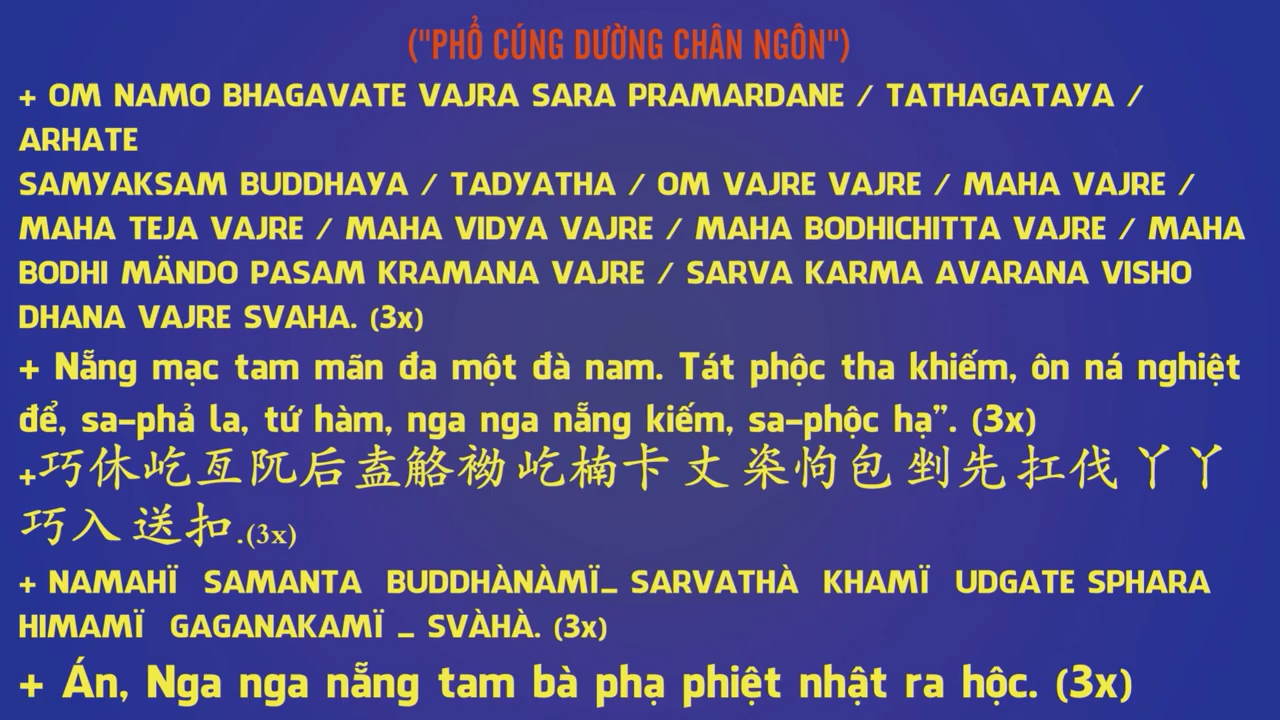 ("PHỔ CÚNG DƯỜNG CHÂN NGÔN")
+ OM NAMO BHAGAVATE VAJRA SARA PRAMARDANE / TATHAGATAYA /
ARHATE
SAMYAKSAM BUDDHAYA / TADYATHA / OM VAJRE VAJRE / MAHA VAJRE /
MAHA TEJA VAJRE / MAHA VIDYA VAJRE / MAHA BODHICHITTA VAJRE / MAHA
BODHI MÄNDO PASAM KRAMANA VAJRE / SARVA KARMA AVARANA VISHO
DHANA VAJRE SVAHA. (3x)
+ Nẵng mạc tam mãn đa một đà nam. Tát phộc tha khiếm, ôn ná nghiệt
để, sa-phả la, tứ hàm, nga nga nẵng kiếm, sa-phộc hạ”. (3x)
+巧休屹亙阮后盍觡袎屹楠卡丈 粊怐包 剉先扛伐 丫丫
巧入送扣.(3x)
+ NAMAHÏ SAMANTA BUDDHÀNÀMÏ_ SARVATHÀ KHAMÏ UDGATE SPHARA
HIMAMÏ GAGANAKAMÏ _ SVÀHÀ. (3x)
+ Án, Nga nga nẵng tam bà phạ phiệt nhật ra hộc. (3x)